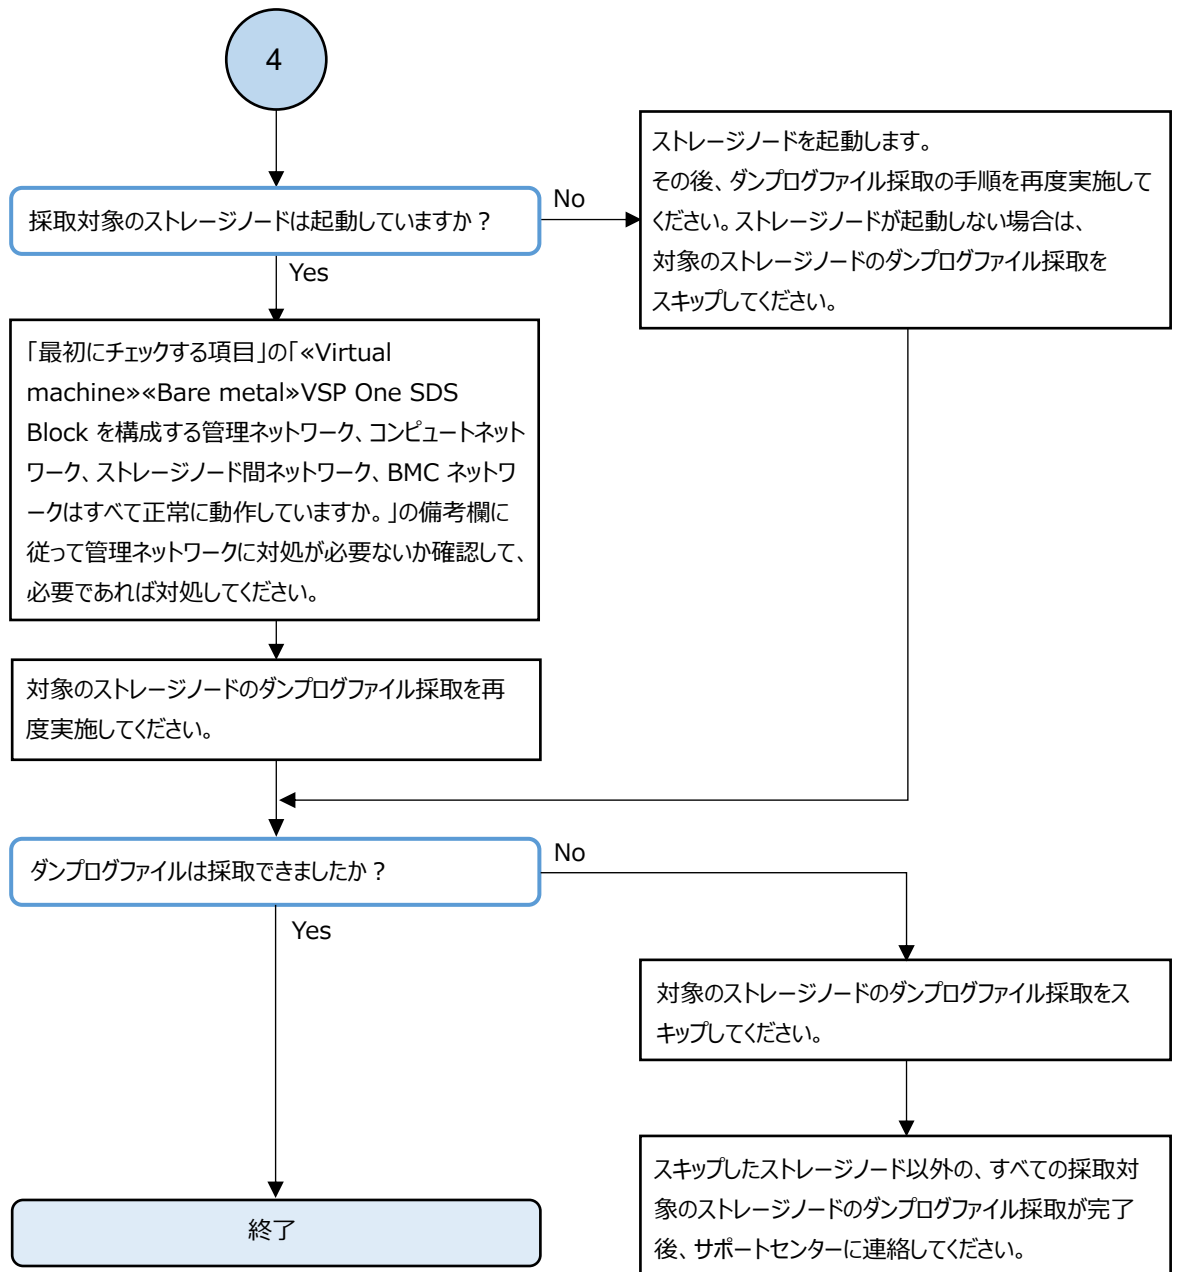 4
採取対象のストレージノードは起動していますか？
No
ストレージノードを起動します。
その後、ダンプログファイル採取の手順を再度実施して
ください。ストレージノードが起動しない場合は、
対象のストレージノードのダンプログファイル採取を
スキップしてください。
Yes
「最初にチェックする項目」の「«Virtual
machine»«Bare metal»VSP One SDS
Block を構成する管理ネットワーク、コンピュートネット
ワーク、ストレージノード間ネットワーク、BMC ネットワ
ークはすべて正常に動作していますか。」の備考欄に
従って管理ネットワークに対処が必要ないか確認して、
必要であれば対処してください。
対象のストレージノードのダンプログファイル採取を再
度実施してください。
ダンプログファイルは採取できましたか？
No
Yes
対象のストレージノードのダンプログファイル採取をス
キップしてください。
スキップしたストレージノード以外の、すべての採取対
象のストレージノードのダンプログファイル採取が完了
後、サポートセンターに連絡してください。
終了